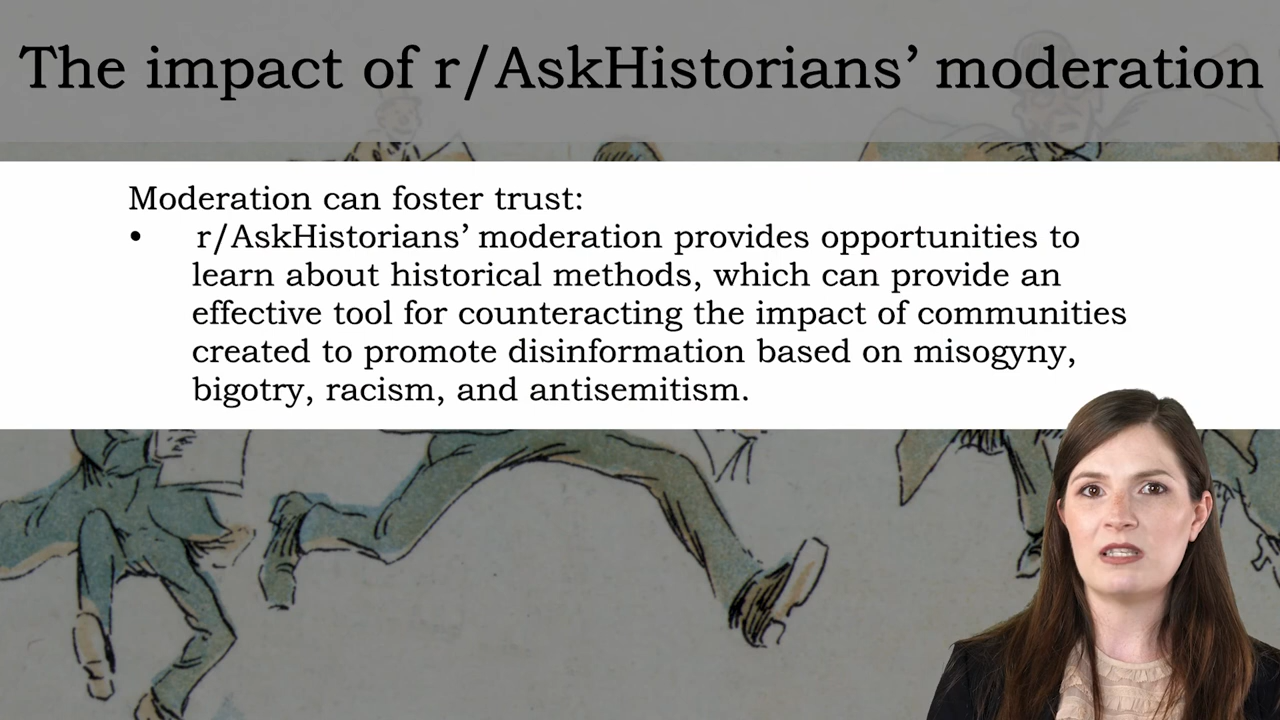 The impact of r/AskHistorians’ moderation
Moderation can foster trust:
• r/AskHistorians’ moderation provides opportunities to
learn about historical methods, which can provide an
effective tool for counteracting the impact of communities
created to promote disinformation based on misogyny,
bigotry, racism, and antisemitism.